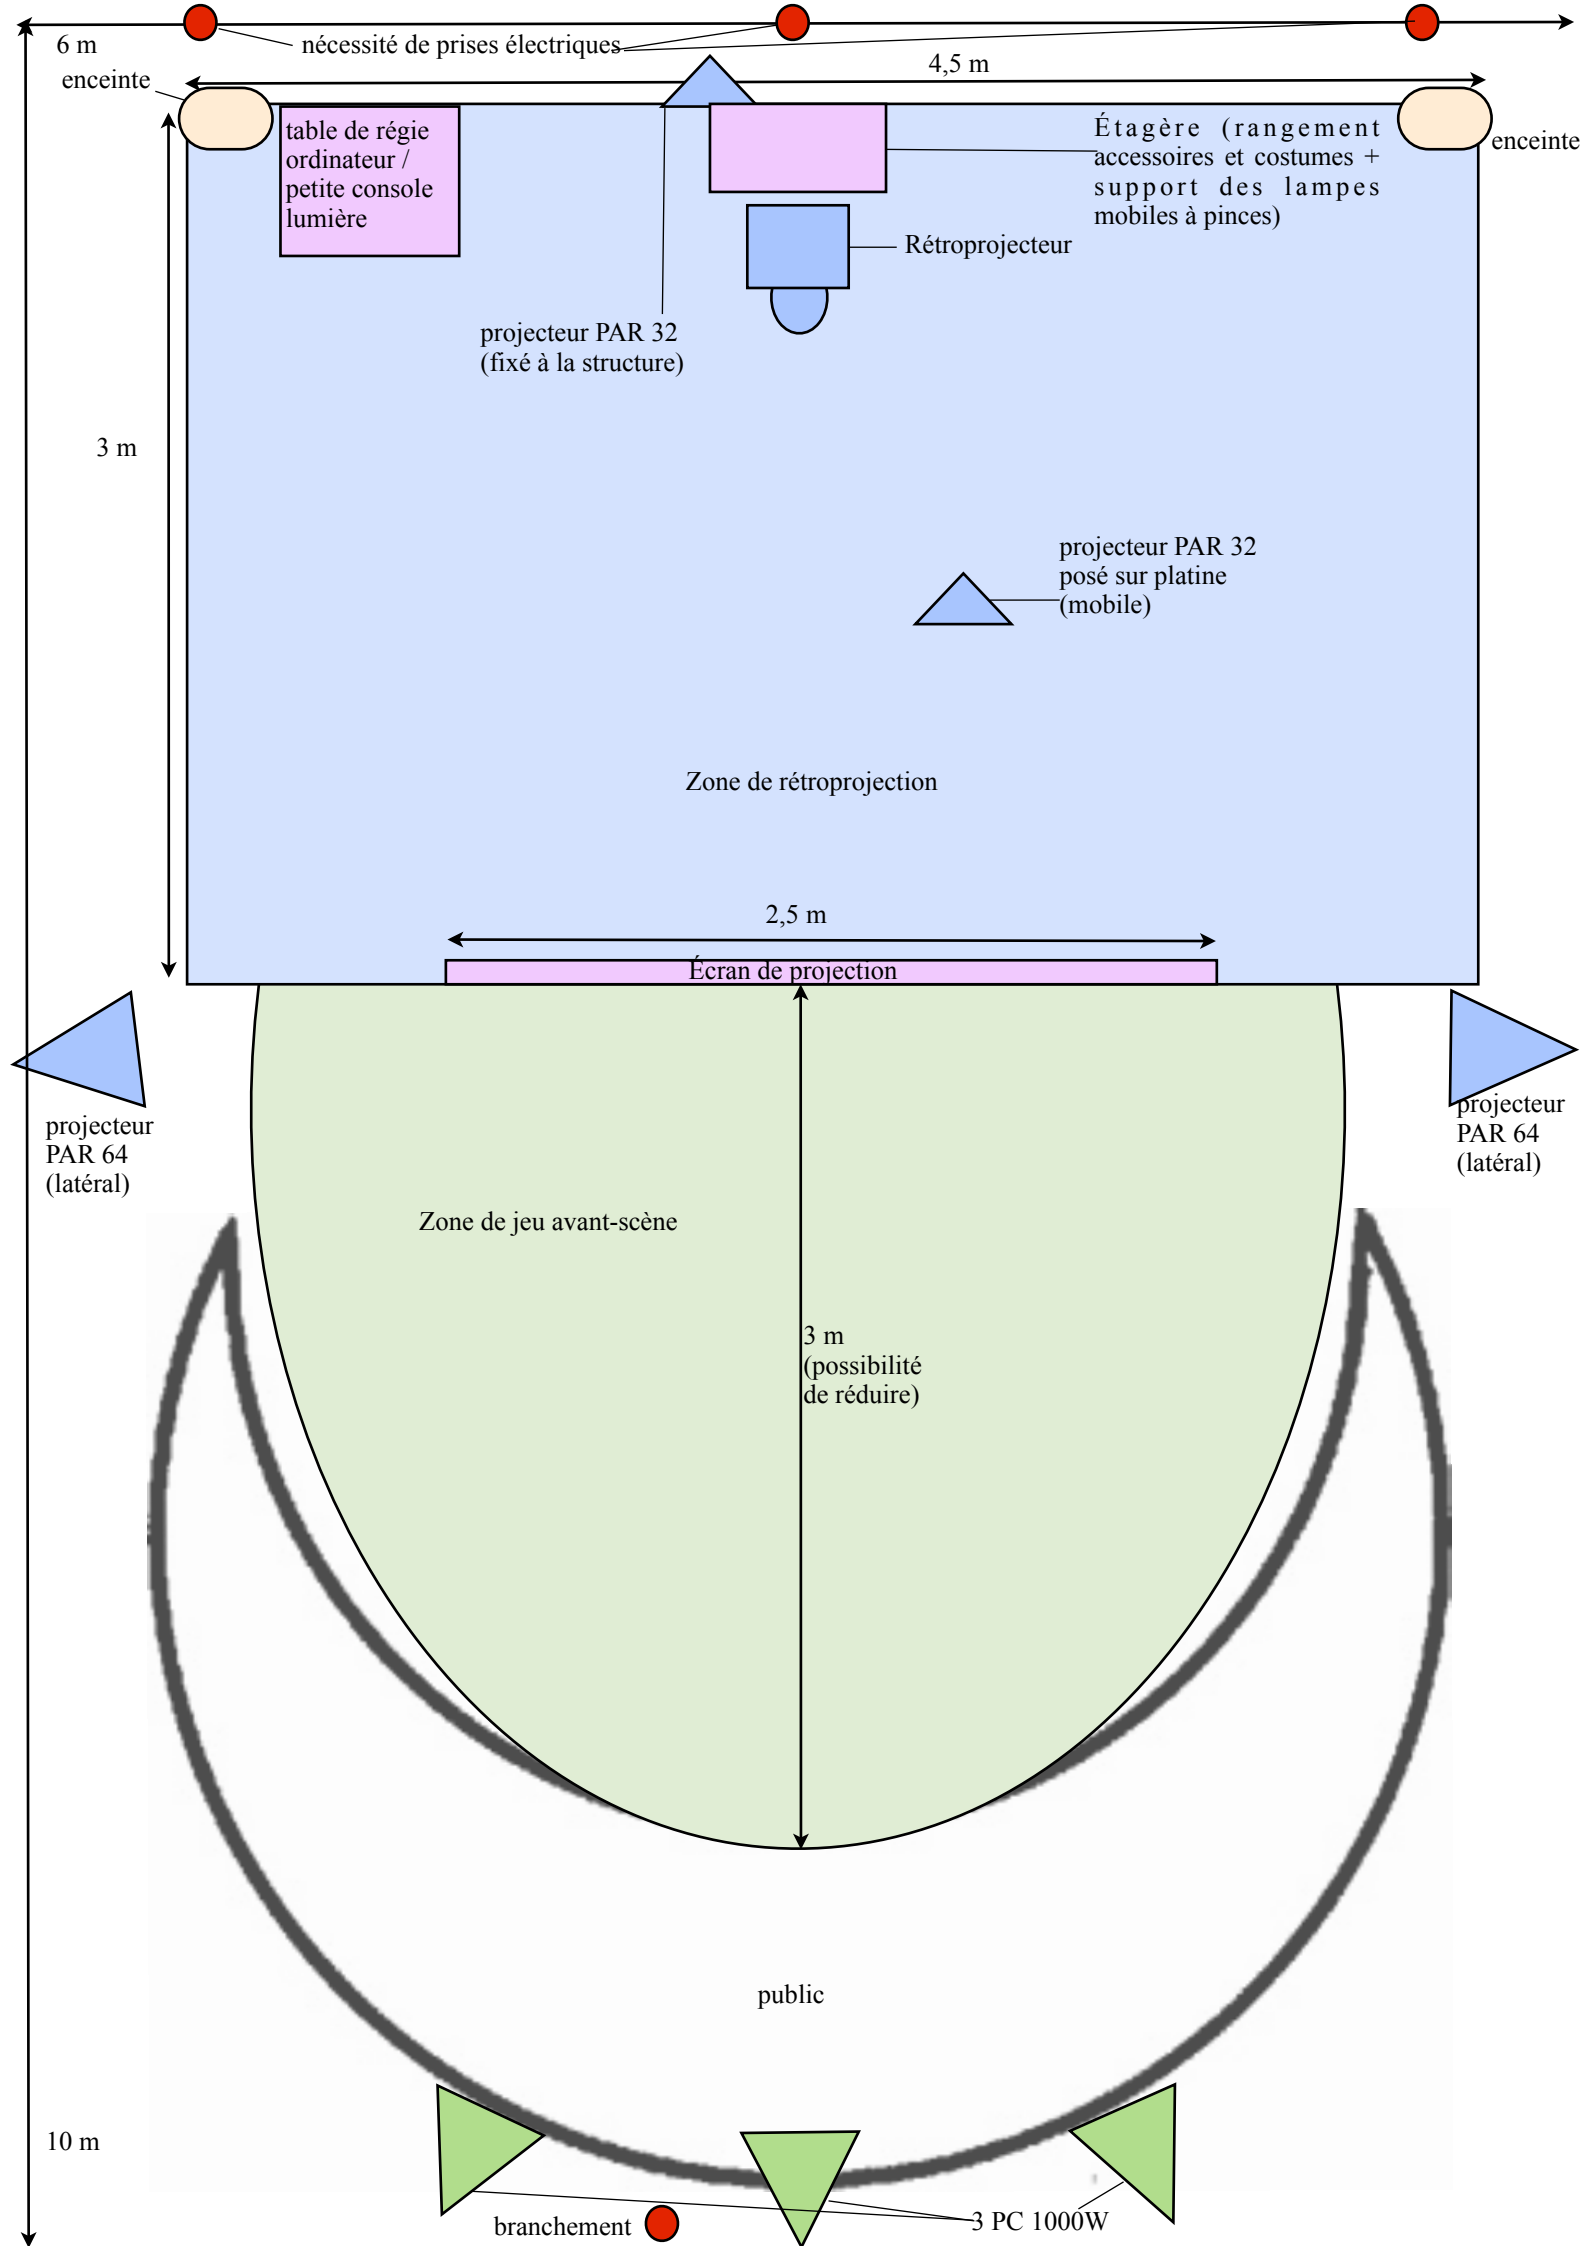 6 m
nécessité de prises électriques
4,5 m
enceinte
table de régie
ordinateur /
petite console
lumière
Étagère (rangement
accessoires et costumes +
support des lampes
mobiles à pinces)
enceinte
Rétroprojecteur
projecteur PAR 32
(fixé à la structure)
3 m
projecteur PAR 32
posé sur platine
(mobile)
Zone de rétroprojection
2,5 m
Écran de projection
projecteur
PAR 64
(latéral)
projecteur
PAR 64
(latéral)
Zone de jeu avant-scène
3 m
(possibilité
de réduire)
public
10 m
branchement
3 PC 1000W